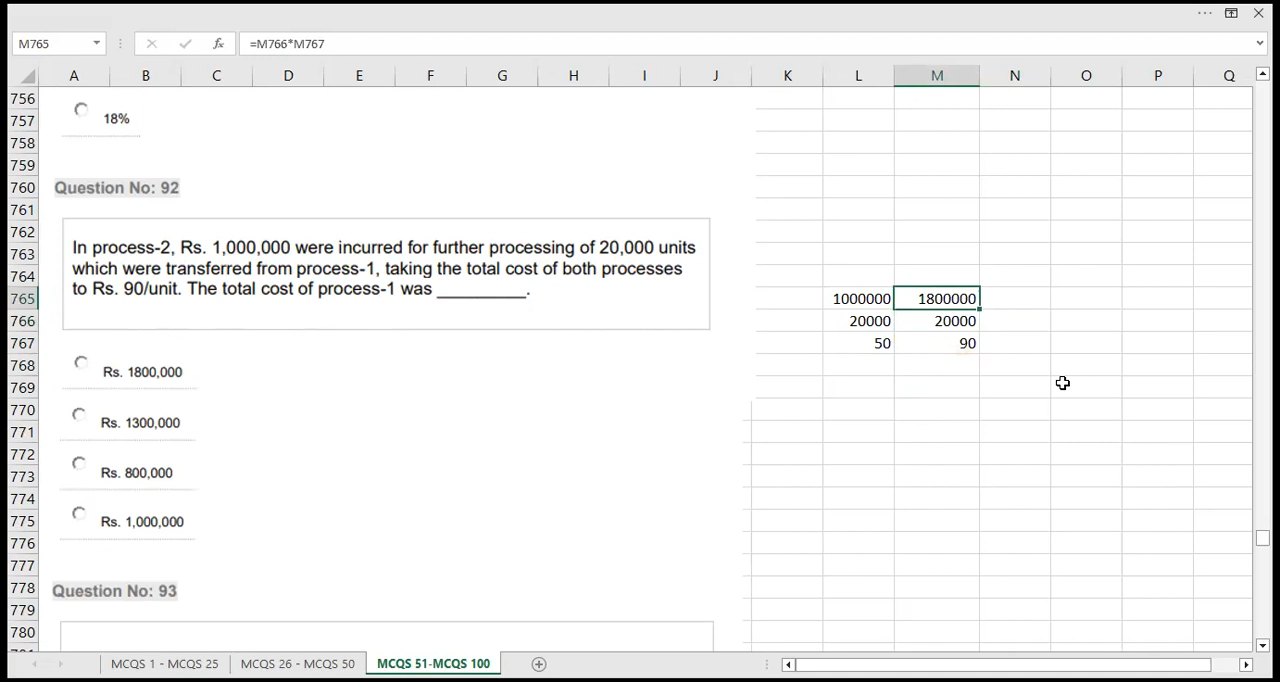 M765
fx
=M766*M767
A B C D E F G H I J K L M N O P Q
756
757 18%
758
759
760 Question No: 92
761
762
763 In process-2, Rs. 1,000,000 were incurred for further processing of 20,000 units
764 which were transferred from process-1, taking the total cost of both processes
765 to Rs. 90/unit. The total cost of process-1 was __________. 1000000 1800000
766 20000 20000
767 50 90
768 Rs. 1800,000
769
770
771 Rs. 1300,000
772
773 Rs. 800,000
774
775 Rs. 1,000,000
776
777
778 Question No: 93
779
780
MCQS 1 - MCQS 25 MCQS 26 - MCQS 50 MCQS 51-MCQS 100